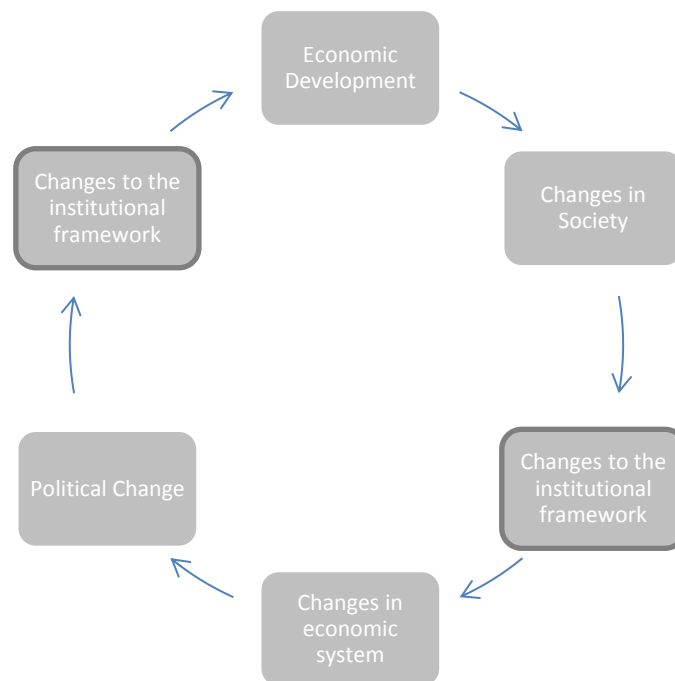 Economic
Development
Changes in
Society
Changes to the
institutional
framework
Changes in
economic
system
Political Change
Changes to the
institutional
framework